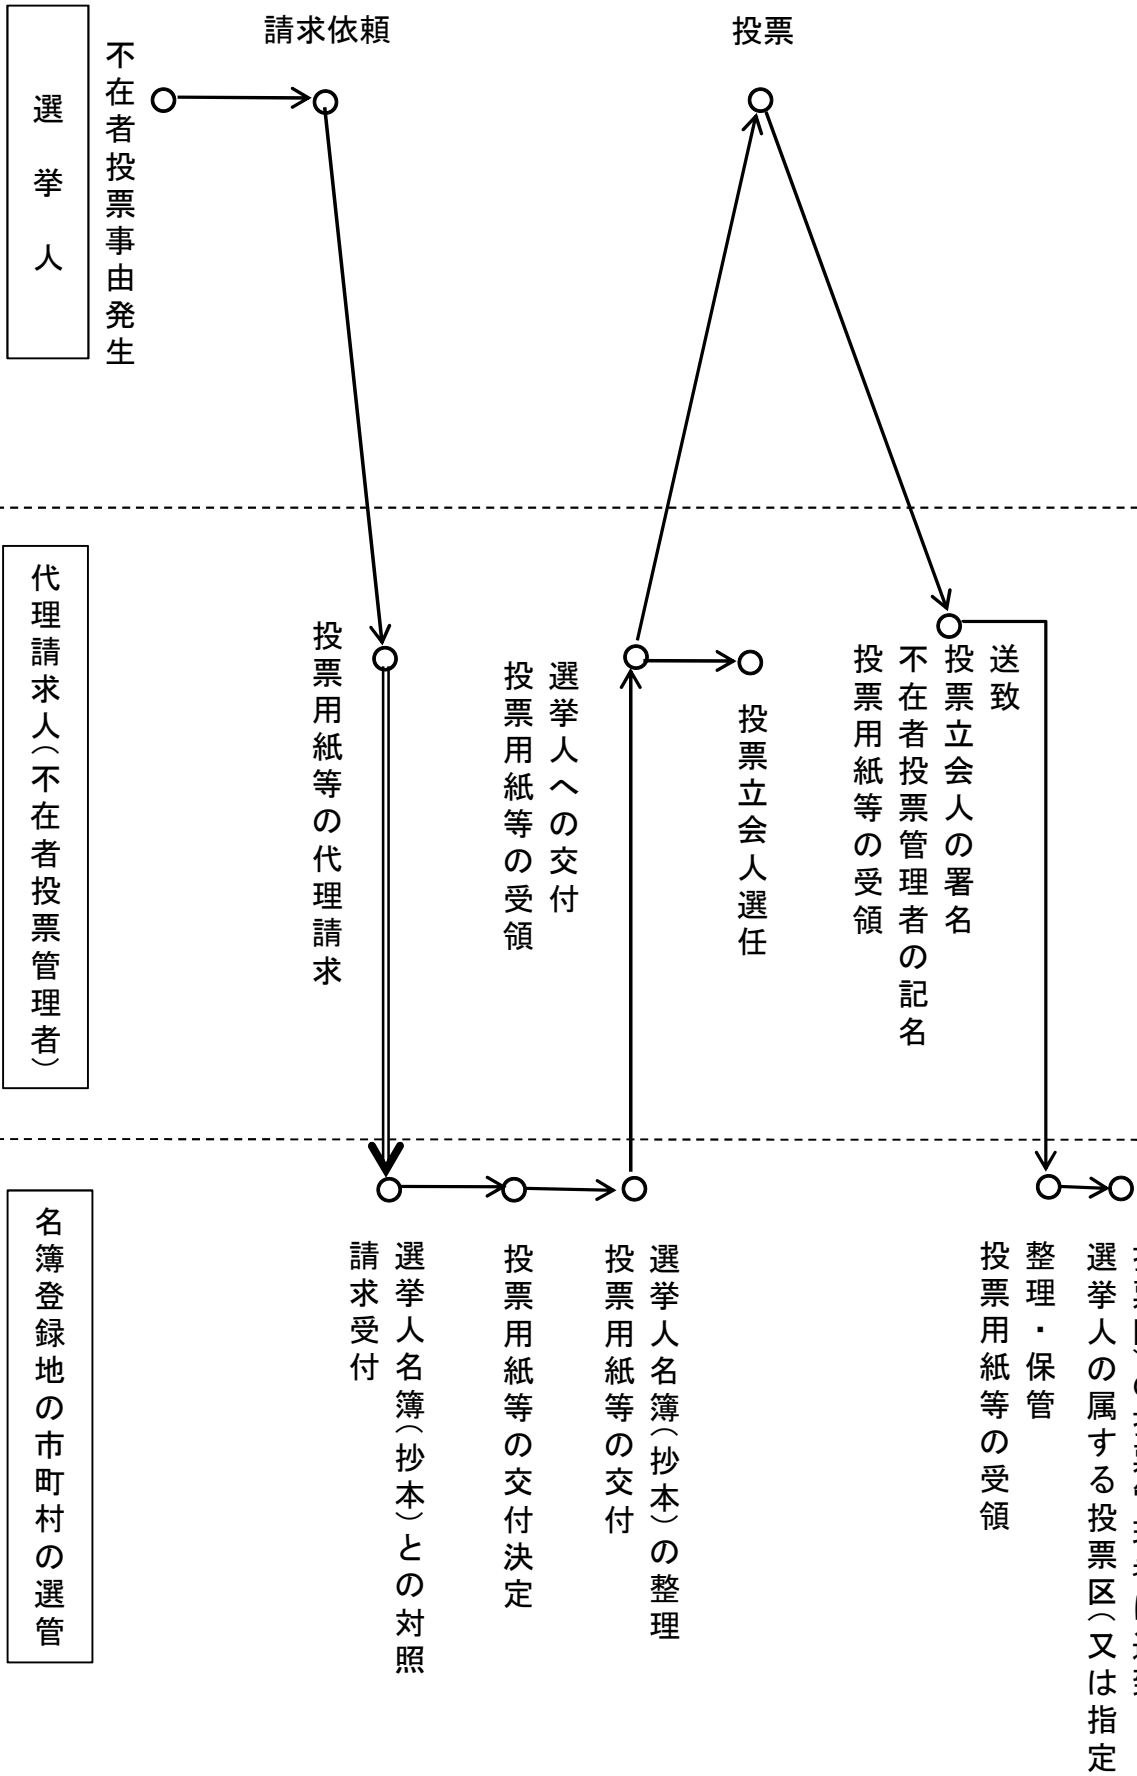 選挙人
不在者投票事由発生
請求依頼
投票
代理請求人（不在者投票管理者）
投票用紙等の代理請求
投票用紙等の受領
選挙人への交付
投票立会人選任
投票用紙等の受領
不在者投票管理者の記名
投票立会人の署名
送致
名簿登録地の市町村の選管
請求受付
選挙人名簿（抄本）との対照
投票用紙等の交付決定
投票用紙等の交付
選挙人名簿（抄本）の整理
投票用紙等の受領
整理・保管
選挙人の属する投票区（又は指定